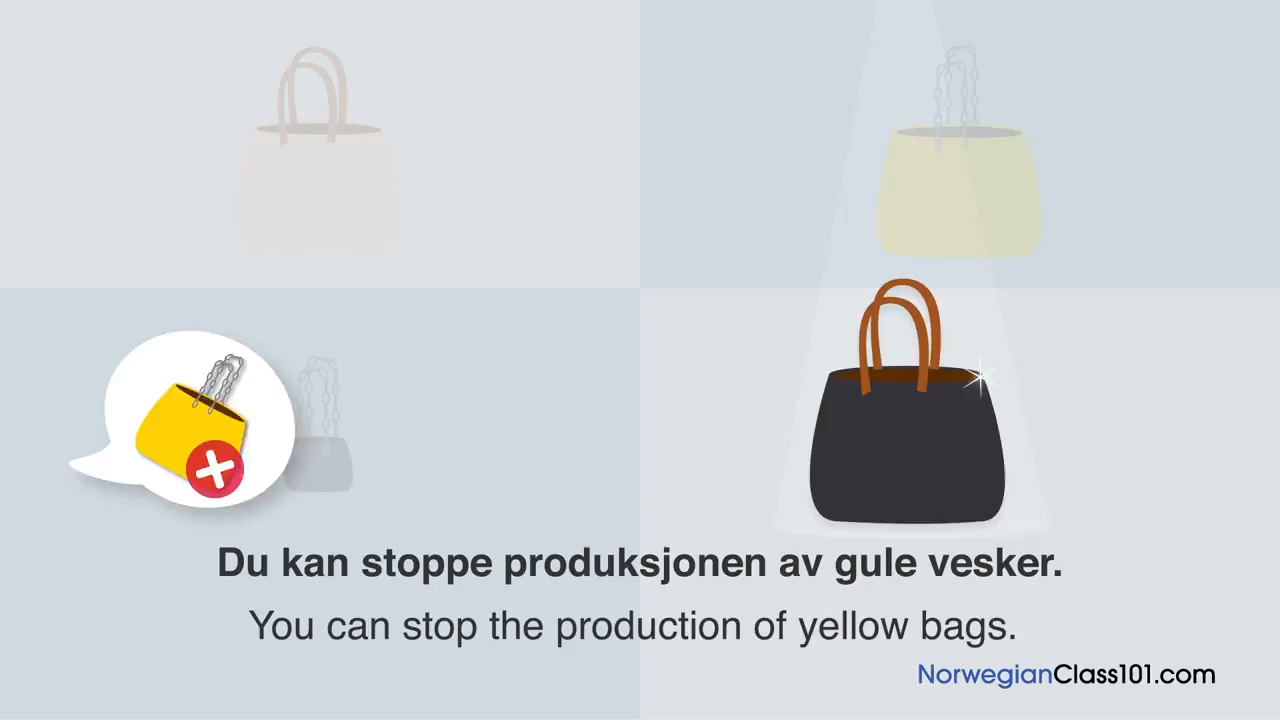 Du kan stoppe produksjonen av gule vesker.
You can stop the production of yellow bags.
NorwegianClass101.com